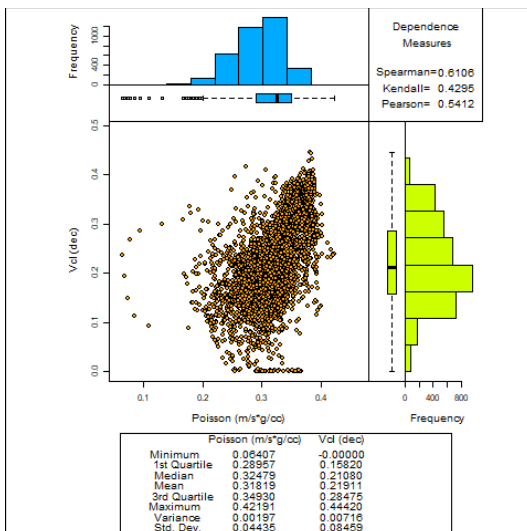 Frequency
1000
400
0
Dependence
Measures
Spearman=0.6106
Kendall= 0.4295
Pearson= 0.5412
Vol (dec)
0.5
0.4
0.3
0.2
0.1
0.0
0.1 0.2 0.3 0.4
Poisson (m/s*g/cc)
0 400 800
Frequency
Poisson (m/s*g/cc) Vol (dec)
Minimum 0.06407 -0.00000
1st Quartile 0.28957 0.15820
Median 0.32479 0.21080
Mean 0.31819 0.21911
3rd Quartile 0.34930 0.28475
Maximum 0.42191 0.44420
Variance 0.00197 0.00716
Std. Dev. 0.04435 0.08459